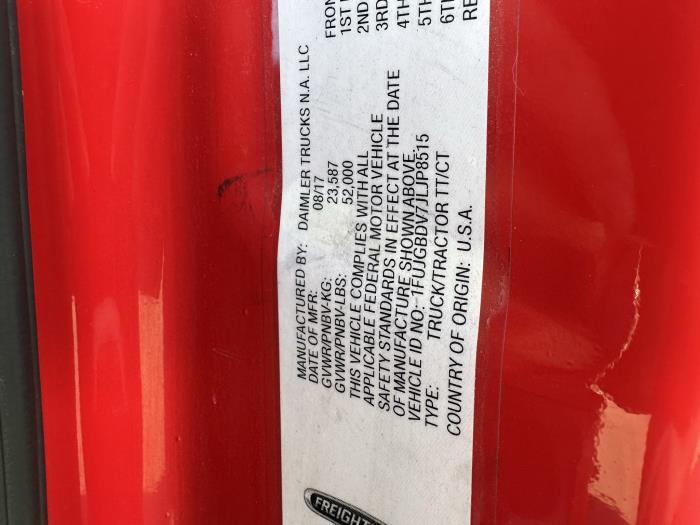 FREIGHT
MANUFACTURED BY: DAIMLER TRUCKS N.A. LLC
DATE OF MFR: 08/17
GVWR/PNBV-KG: 23,587
GVWR/PNBV-LBS: 52,000
THIS VEHICLE COMPLIES WITH ALL
APPLICABLE FEDERAL MOTOR VEHICLE
SAFETY STANDARDS IN EFFECT AT THE DATE
OF MANUFACTURE SHOWN ABOVE.
VEHICLE ID NO: 1FUJGBDV7JLJP8515
TYPE: TRUCK/TRACTOR TT/CT
COUNTRY OF ORIGIN: U.S.A.
FRON
1ST
2ND
3RD
4TH
5TH
6TH
RE